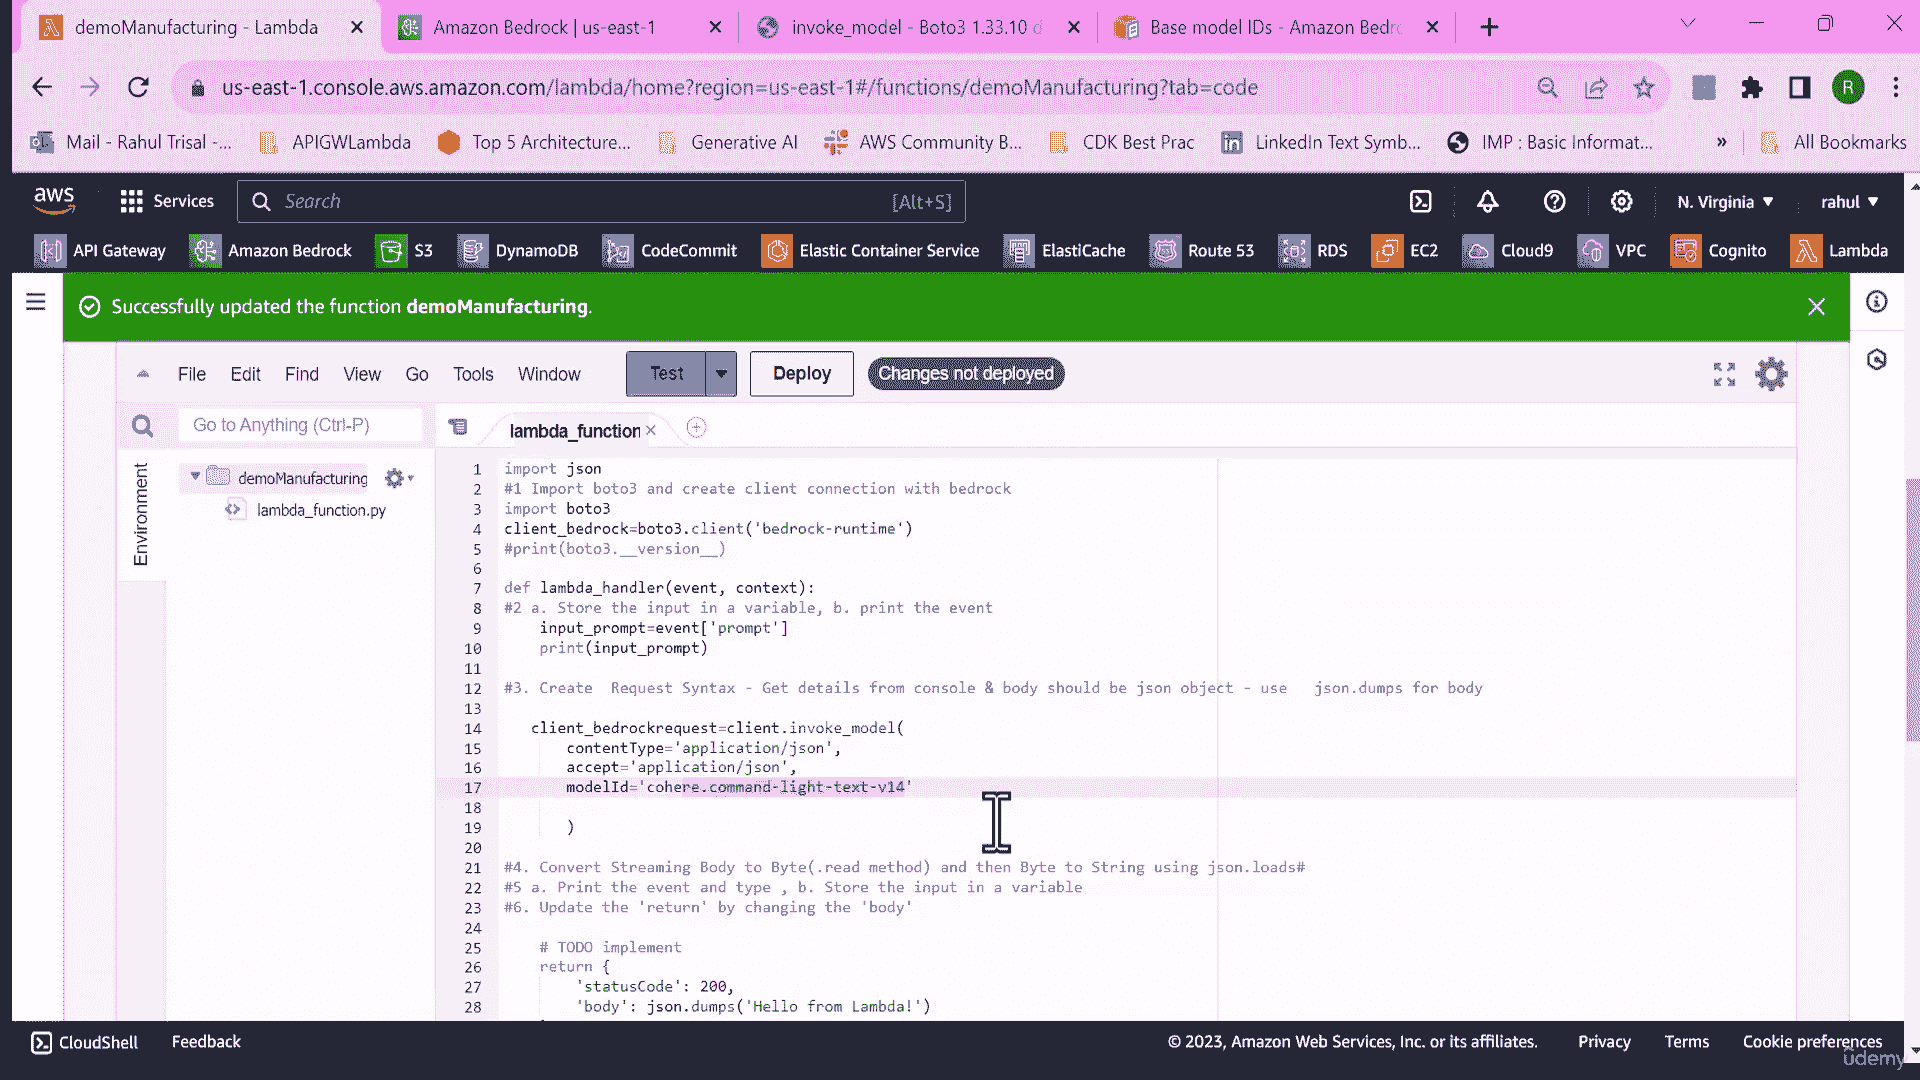 demoManufacturing - Lambda
Amazon Bedrock | us-east-1
invoke_model - Boto3 1.33.10 d
Base model IDs - Amazon Bedrc
us-east-1.console.aws.amazon.com/lambda/home?region=us-east-1#/functions/demoManufacturing?tab=code
R
Mail - Rahul Trisal -...
APIGWLambda
Top 5 Architecture...
Generative AI
AWS Community B...
CDK Best Prac
LinkedIn Text Symb...
IMP : Basic Informat...
»
All Bookmarks
aws
Services
Search
[Alt+S]
N. Virginia
rahul
API Gateway
Amazon Bedrock
S3
DynamoDB
CodeCommit
Elastic Container Service
ElastiCache
Route 53
RDS
EC2
Cloud9
VPC
Cognito
Lambda
Successfully updated the function demoManufacturing.
File Edit Find View Go Tools Window
Test
Deploy
Changes not deployed
Go to Anything (Ctrl-P)
lambda_function
Environment
demoManufacturing
lambda_function.py
1 import json
2 #1 Import boto3 and create client connection with bedrock
3 import boto3
4 client_bedrock=boto3.client('bedrock-runtime')
5 #print(boto3.__version__)
6
7 def lambda_handler(event, context):
8 #2 a. Store the input in a variable, b. print the event
9 input_prompt=event['prompt']
10 print(input_prompt)
11
12 #3. Create  Request Syntax - Get details from console & body should be json object - use   json.dumps for body
13
14 client_bedrockrequest=client.invoke_model(
15 contentType='application/json',
16 accept='application/json',
17 modelId='cohere.command-light-text-v14'
18
19 )
20
21 #4. Convert Streaming Body to Byte(.read method) and then Byte to String using json.loads#
22 #5 a. Print the event and type , b. Store the input in a variable
23 #6. Update the 'return' by changing the 'body'
24
25 # TODO implement
26 return {
27 'statusCode': 200,
28 'body': json.dumps('Hello from Lambda!')
CloudShell
Feedback
© 2023, Amazon Web Services, Inc. or its affiliates.
Privacy
Terms
Cookie preferences
ûdemy